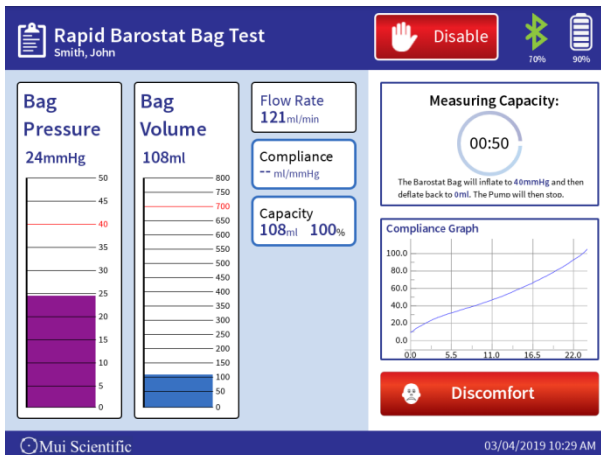 Rapid Barostat Bag Test
Smith, John
Disable
70%
90%
Bag
Pressure
24mmHg
50
45
40
35
30
25
20
15
10
5
0
Bag
Volume
108ml
800
750
700
650
600
550
500
450
400
350
300
250
200
150
100
50
0
Flow Rate
121ml/min
Compliance
-- ml/mmHg
Capacity
108ml 100%
Measuring Capacity:
00:50
The Barostat Bag will inflate to 40mmHg and then
deflate back to 0ml. The Pump will then stop.
Compliance Graph
100.0
80.0
60.0
40.0
20.0
0.0
0.0 5.5 11.0 16.5 22.0
Discomfort
Mui Scientific
03/04/2019 10:29 AM